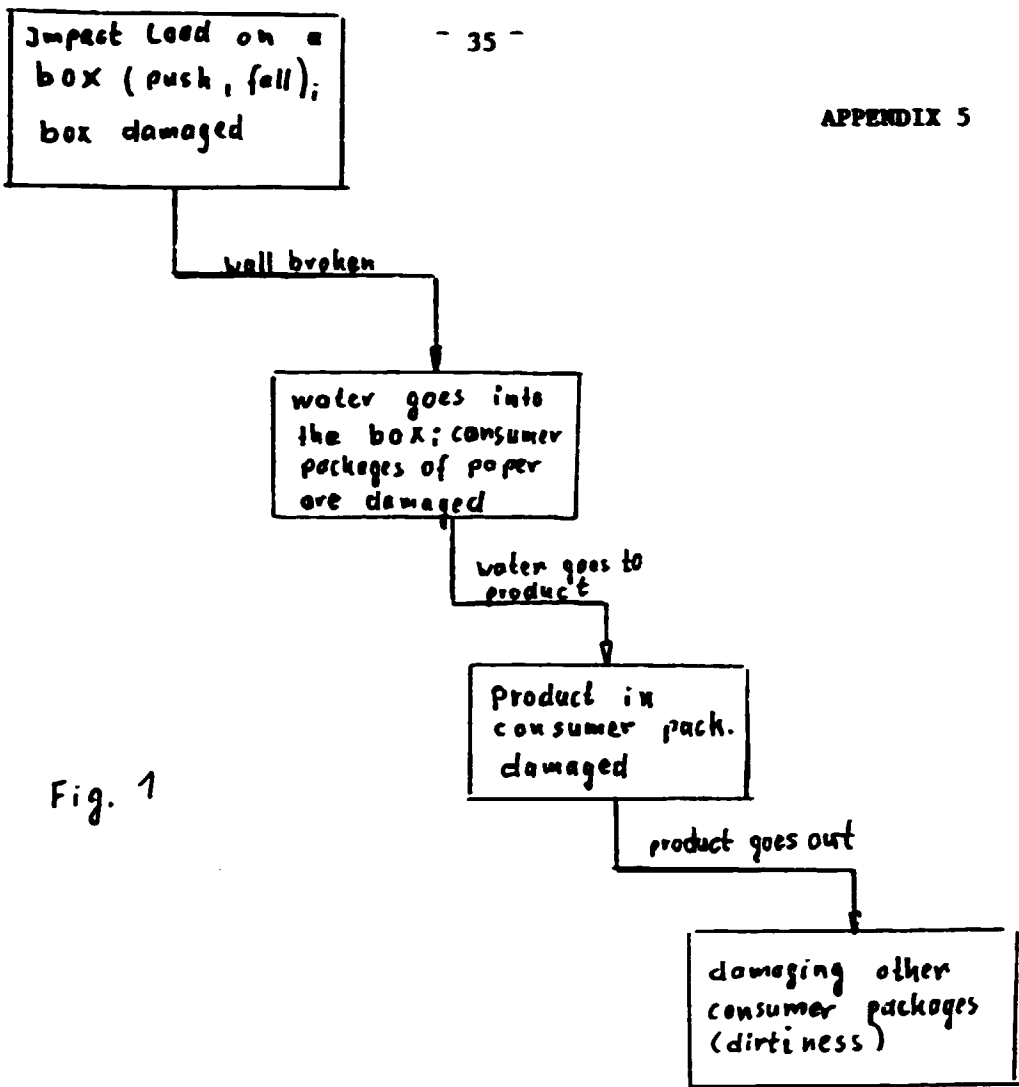 - 35 -
APPENDIX 5
Impact Load on a
box (push, fall);
box damaged
wall broken
water goes into
the box; consumer
packages of paper
are damaged
water goes to
product
Product in
consumer pack.
damaged
Fig. 1
product goes out
damaging other
consumer packages
(dirtiness)